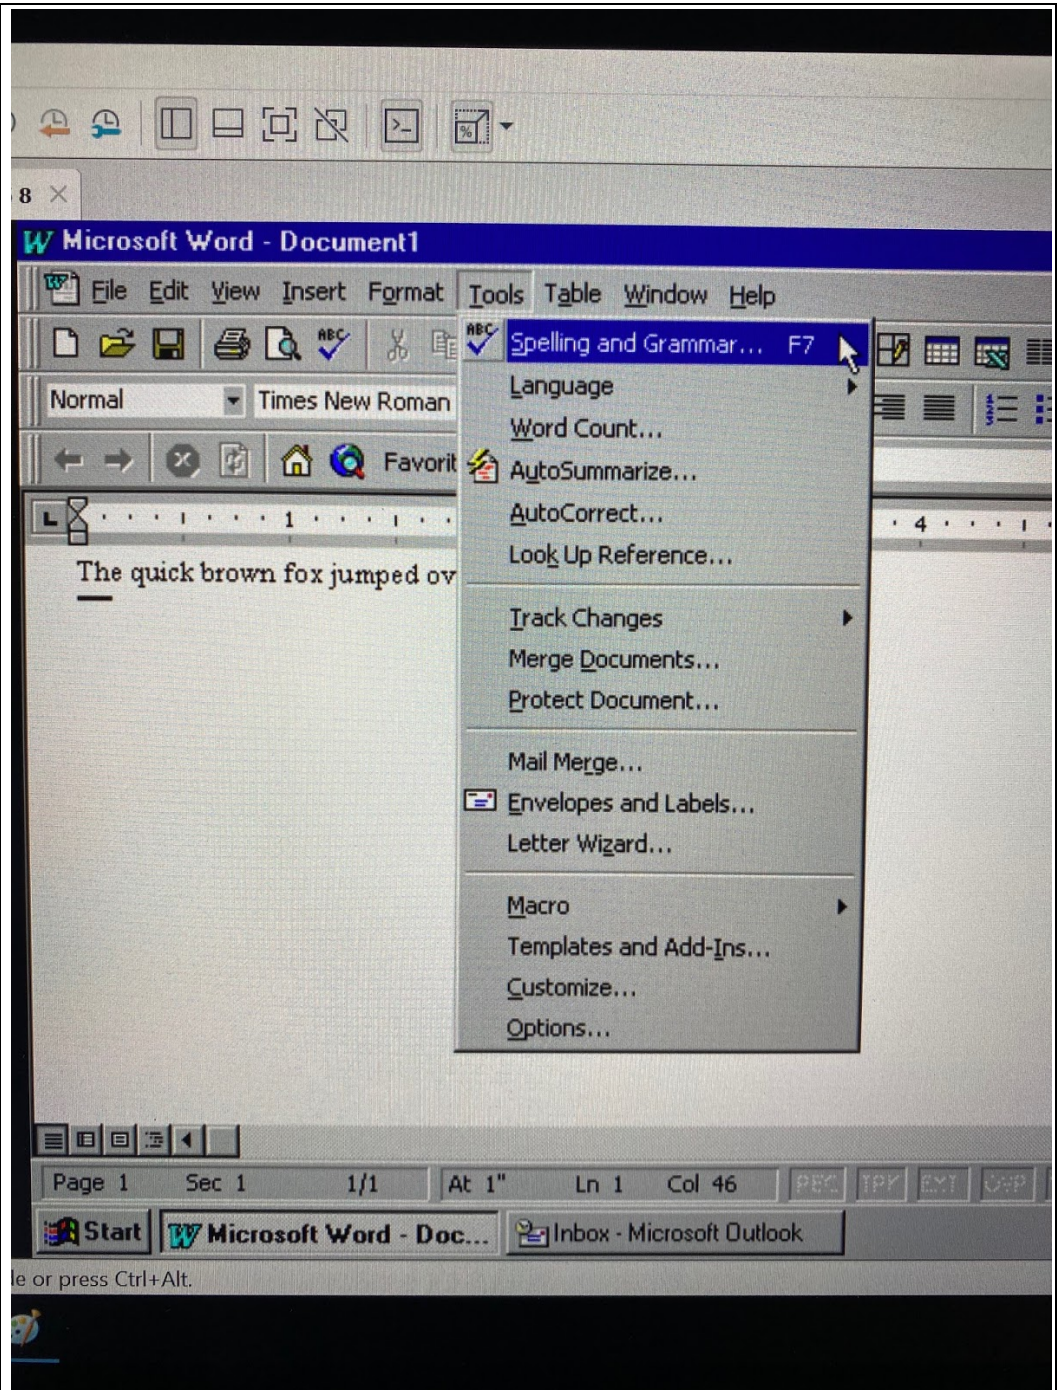 8
Microsoft Word - Document1
File Edit View Insert Format Tools Table Window Help
Spelling and Grammar... F7
Normal Times New Roman
Language
Word Count...
Favorit
AutoSummarize...
AutoCorrect...
Look Up Reference...
1 4
The quick brown fox jumped ov
Track Changes
Merge Documents...
Protect Document...
Mail Merge...
Envelopes and Labels...
Letter Wizard...
Macro
Templates and Add-Ins...
Customize...
Options...
Page 1 Sec 1 1/1 At 1" Ln 1 Col 46 REC TRK EXT OVR
Start Microsoft Word - Doc... Inbox - Microsoft Outlook
or press Ctrl+Alt.